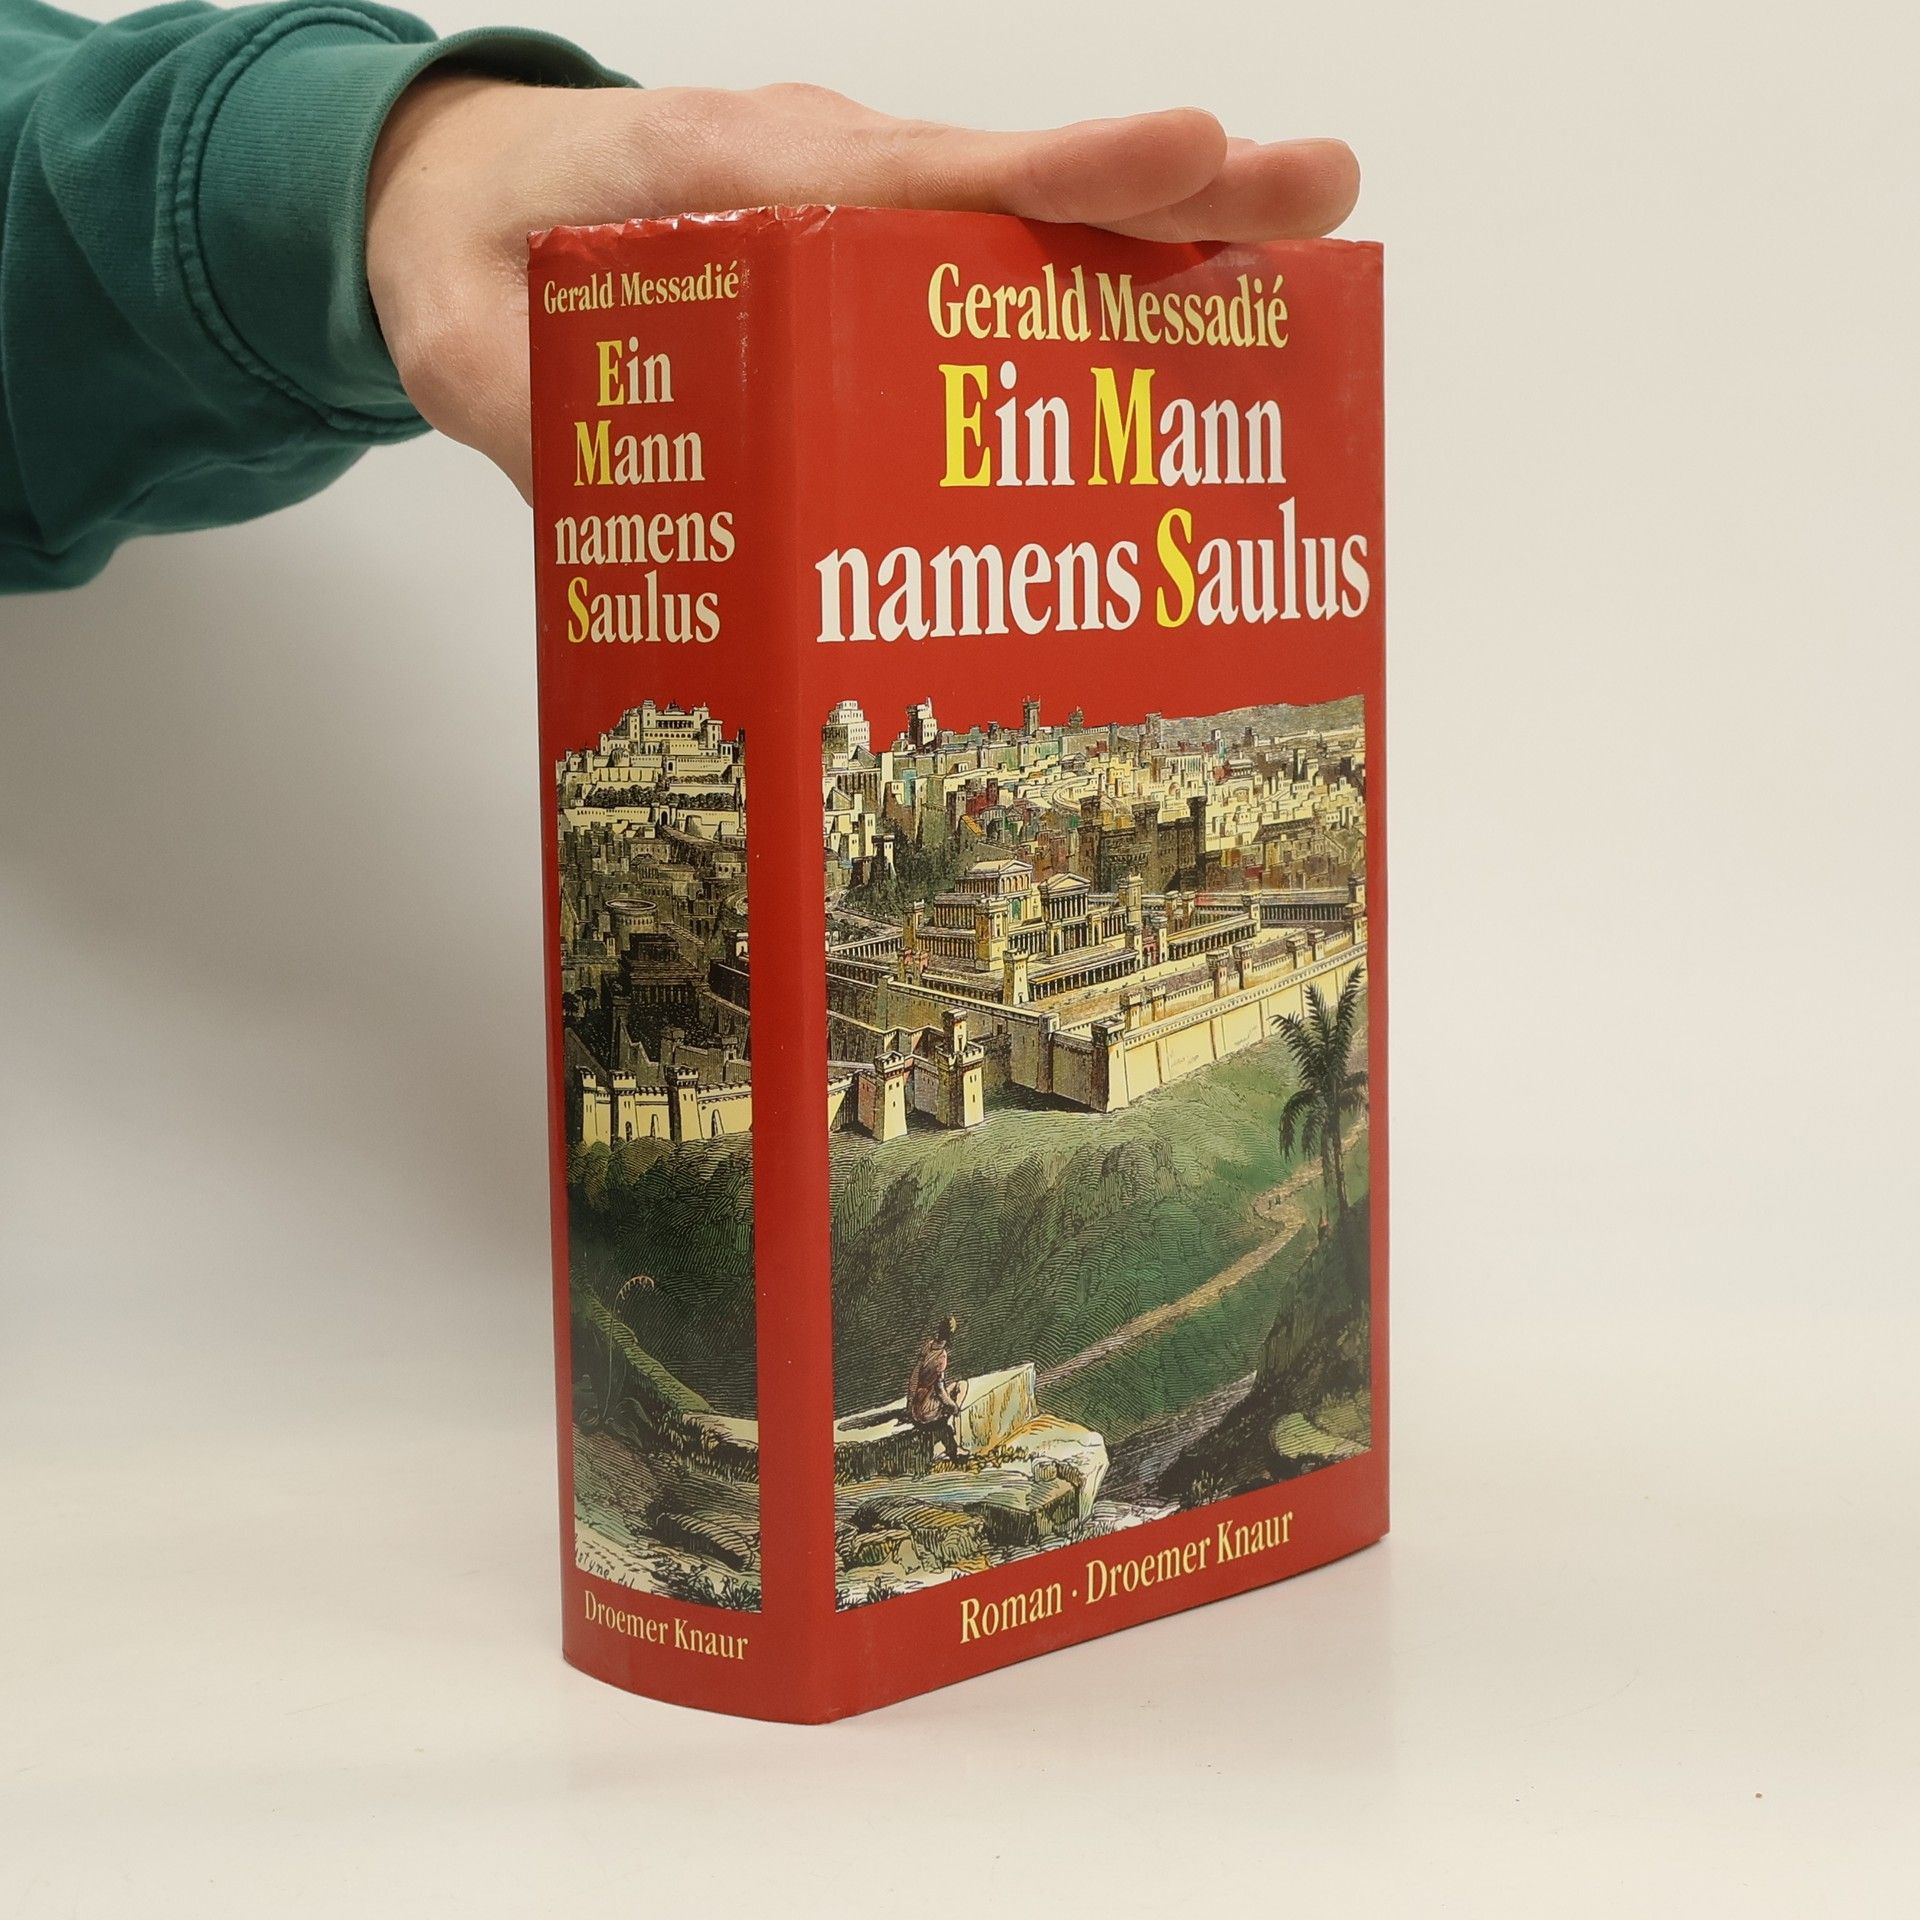 Gerald Messadié
Ein
Mann
namens
Saulus
Droemer Knaur
Gerald Messadié
Ein Mann
namens Saulus
Roman · Droemer Knaur